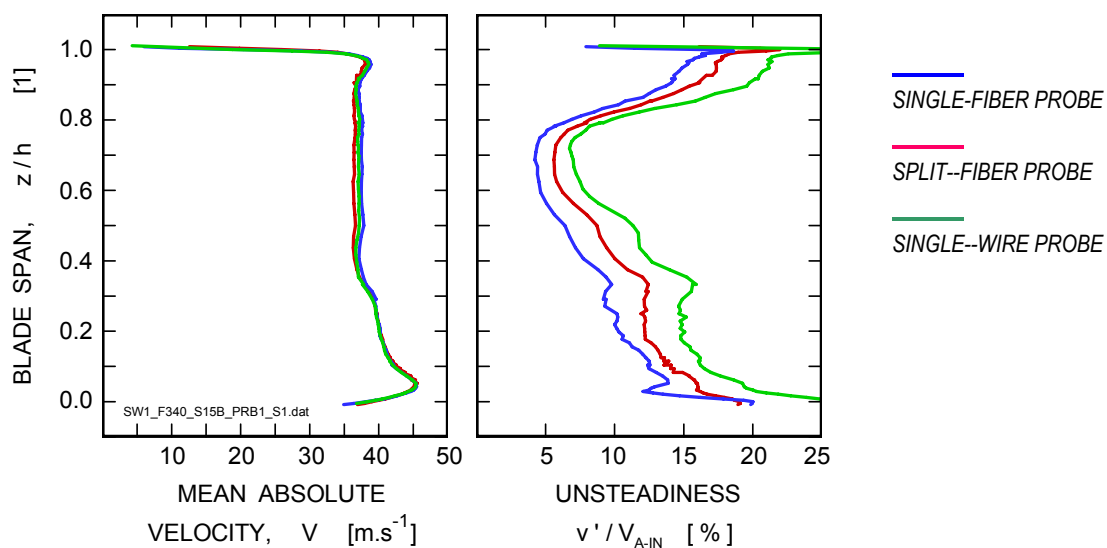 BLADE SPAN, z / h [1]
1.0
0.8
0.6
0.4
0.2
0.0
SW1_F340_S15B_PRB1_S1.dat
10 20 30 40 50
MEAN ABSOLUTE
VELOCITY, V [m.s⁻¹]
5 10 15 20 25
UNSTEADINESS
v ' / V_A-IN [ % ]
SINGLE-FIBER PROBE
SPLIT--FIBER PROBE
SINGLE--WIRE PROBE